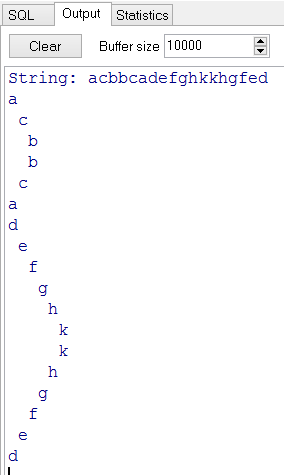 SQL Output Statistics
Clear Buffer size 10000
String: acbbcadefghkkhgfed
a
c
b
b
c
a
d
e
f
g
h
k
k
h
g
f
e
d